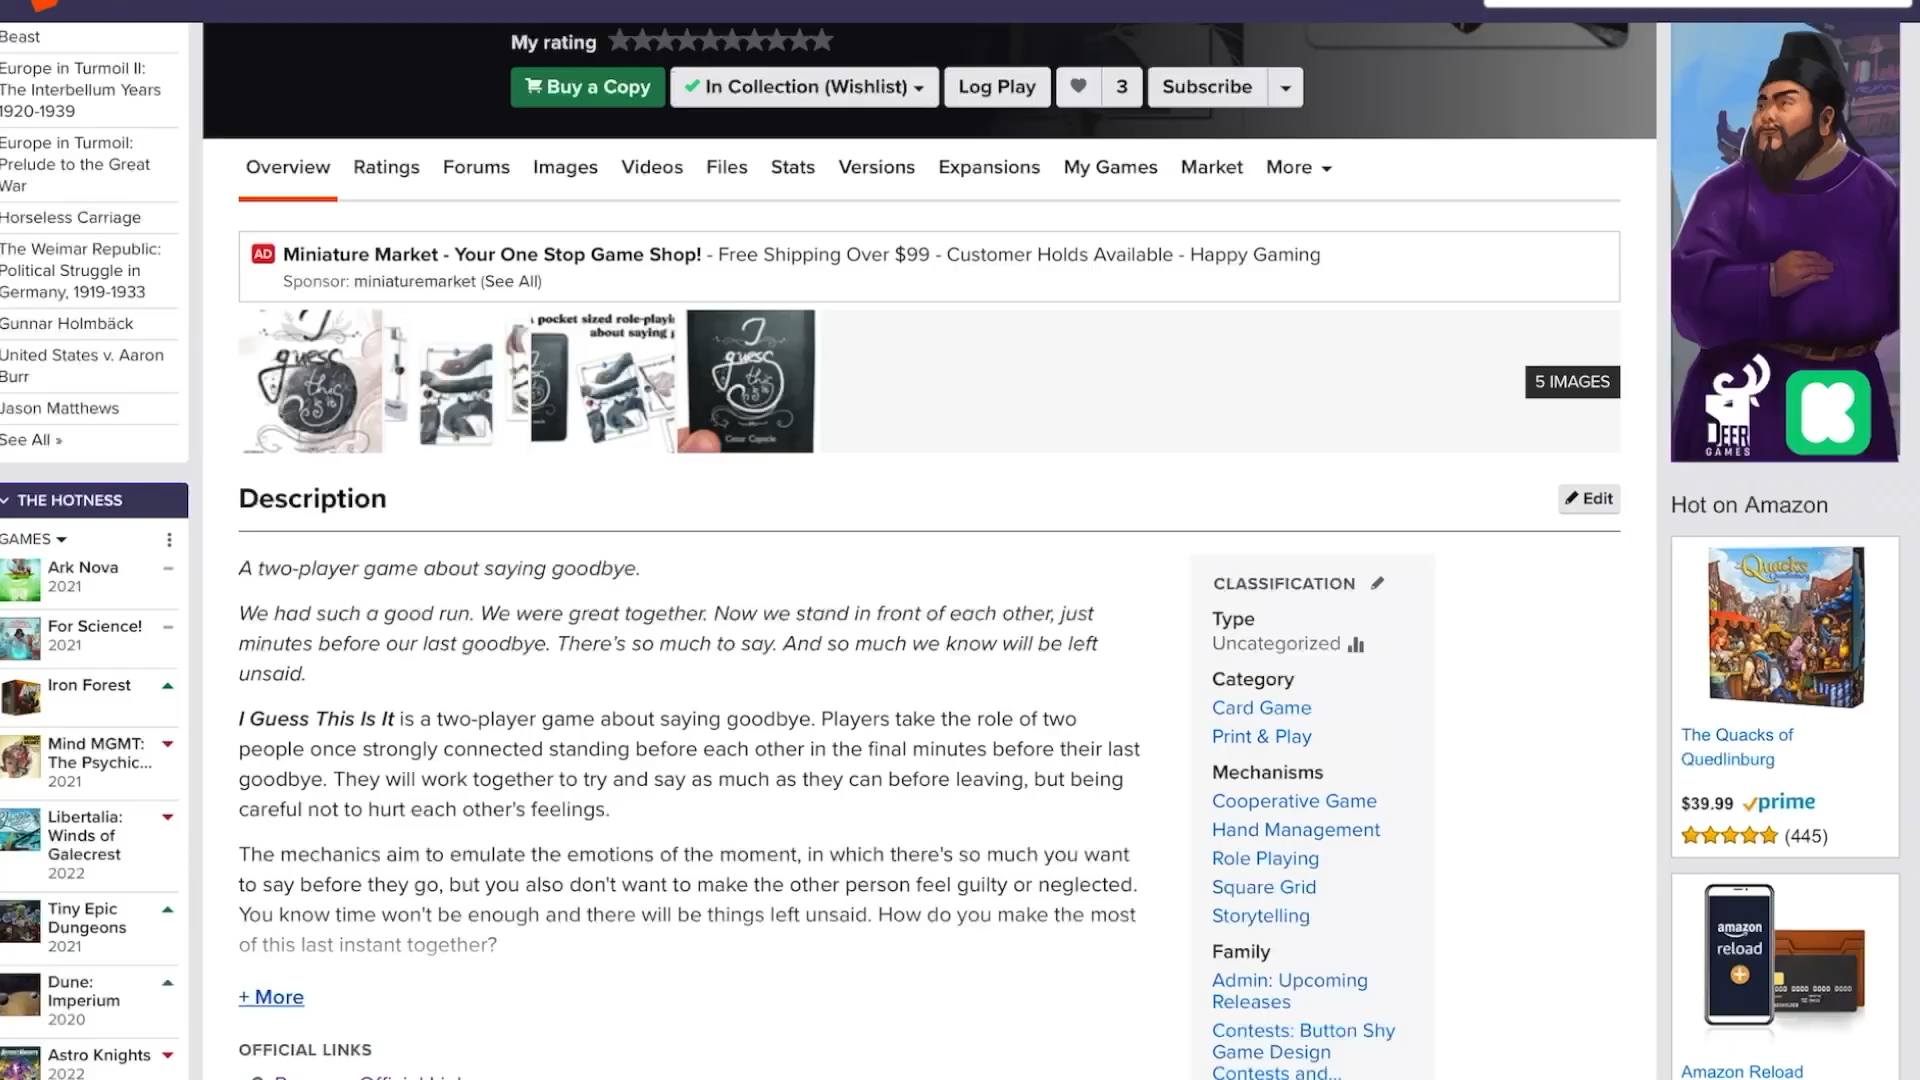 Beast
Europe in Turmoil II:
The Interbellum Years
1920-1939
Europe in Turmoil:
Prelude to the Great
War
Horseless Carriage
The Weimar Republic:
Political Struggle in
Germany, 1919-1933
Gunnar Holmbäck
United States v. Aaron
Burr
Jason Matthews
See All »
THE HOTNESS
GAMES
Ark Nova
2021
For Science!
2021
Iron Forest
Mind MGMT:
The Psychic...
2021
Libertalia:
Winds of
Galecrest
2022
Tiny Epic
Dungeons
2021
Dune:
Imperium
2020
Astro Knights
2022
My rating
Buy a Copy
In Collection (Wishlist)
Log Play
3
Subscribe
Overview Ratings Forums Images Videos Files Stats Versions Expansions My Games Market More
AD Miniature Market - Your One Stop Game Shop! - Free Shipping Over $99 - Customer Holds Available - Happy Gaming
Sponsor: miniaturemarket (See All)
I guess this is it
pocket sized role-playi
about saying
I guess this is it
5 IMAGES
Description
Edit
A two-player game about saying goodbye.
We had such a good run. We were great together. Now we stand in front of each other, just
minutes before our last goodbye. There's so much to say. And so much we know will be left
unsaid.
I Guess This Is It is a two-player game about saying goodbye. Players take the role of two
people once strongly connected standing before each other in the final minutes before their last
goodbye. They will work together to try and say as much as they can before leaving, but being
careful not to hurt each other's feelings.
The mechanics aim to emulate the emotions of the moment, in which there's so much you want
to say before they go, but you also don't want to make the other person feel guilty or neglected.
You know time won't be enough and there will be things left unsaid. How do you make the most
of this last instant together?
+ More
OFFICIAL LINKS
CLASSIFICATION
Type
Uncategorized
Category
Card Game
Print & Play
Mechanisms
Cooperative Game
Hand Management
Role Playing
Square Grid
Storytelling
Family
Admin: Upcoming
Releases
Contests: Button Shy
Game Design
Contests and...
DEER
GAMES
K
Hot on Amazon
Quacks
The Quacks of
Quedlinburg
$39.99 prime
(445)
amazon
reload
Amazon Reload